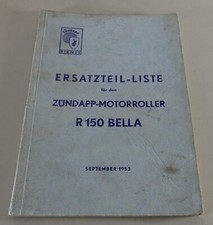 ERSATZTEIL-LISTE
für den
ZÜNDAPP-MOTORROLLER
R 150 BELLA
SEPTEMBER 1953